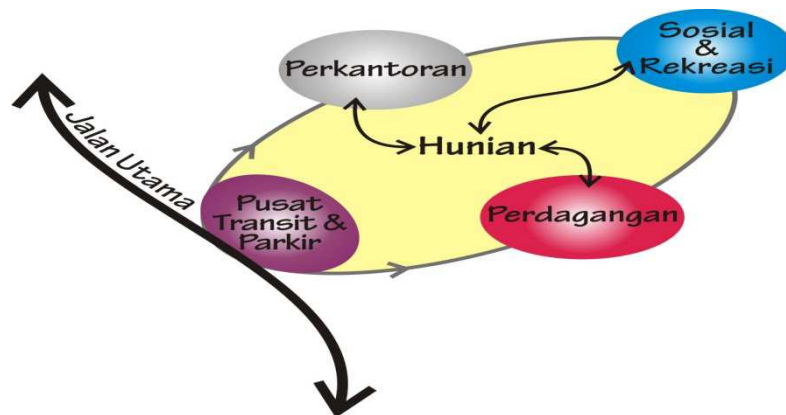 Sosial
&
Rekreasi
Perkantoran
Hunian
Jalan Utama
Pusat
Transit &
Parkir
Perdagangan